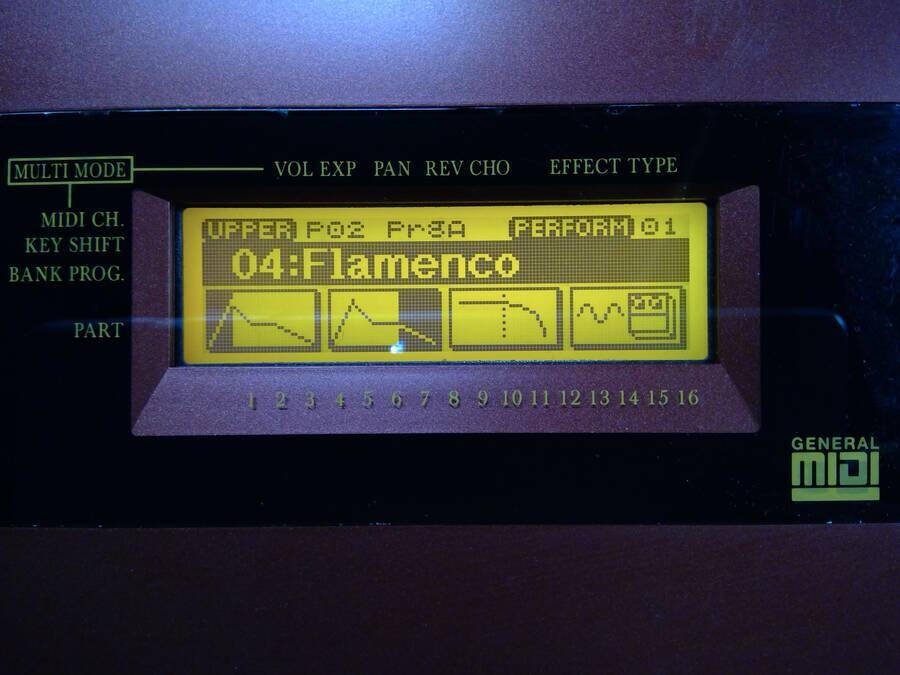 MULTI MODE VOL EXP PAN REV CHO EFFECT TYPE
MIDI CH.
KEY SHIFT
BANK PROG.
PART
UPPER P02 PrgA PERFORM 01
04:Flamenco
1 2 3 4 5 6 7 8 9 10 11 12 13 14 15 16
GENERAL
MIDI